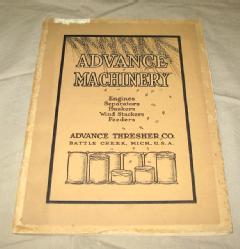 ADVANCE
MACHINERY
Engines
Separators
Huskers
Wind Stackers
Feeders
ADVANCE THRESHER CO.
BATTLE CREEK, MICH., U.S.A.